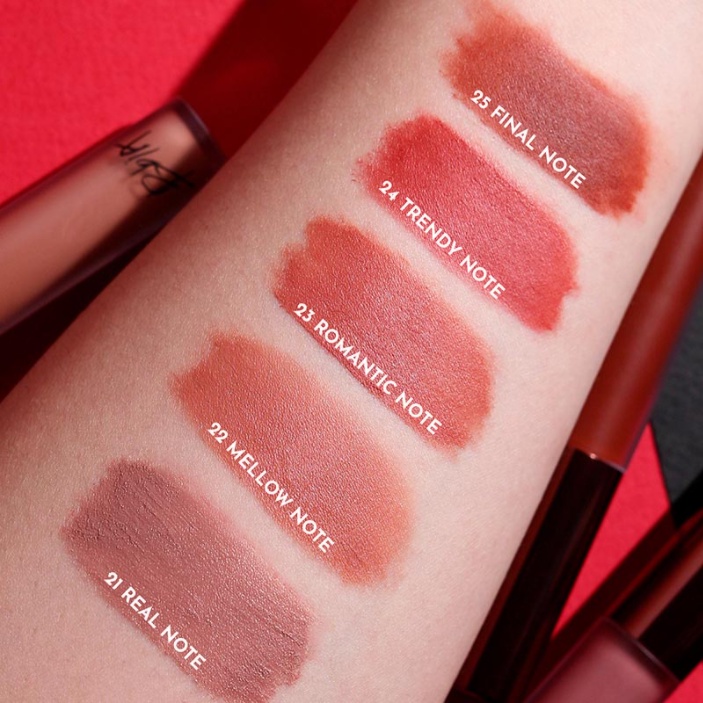 25 FINAL NOTE
24 TRENDY NOTE
23 ROMANTIC NOTE
22 MELLOW NOTE
21 REAL NOTE